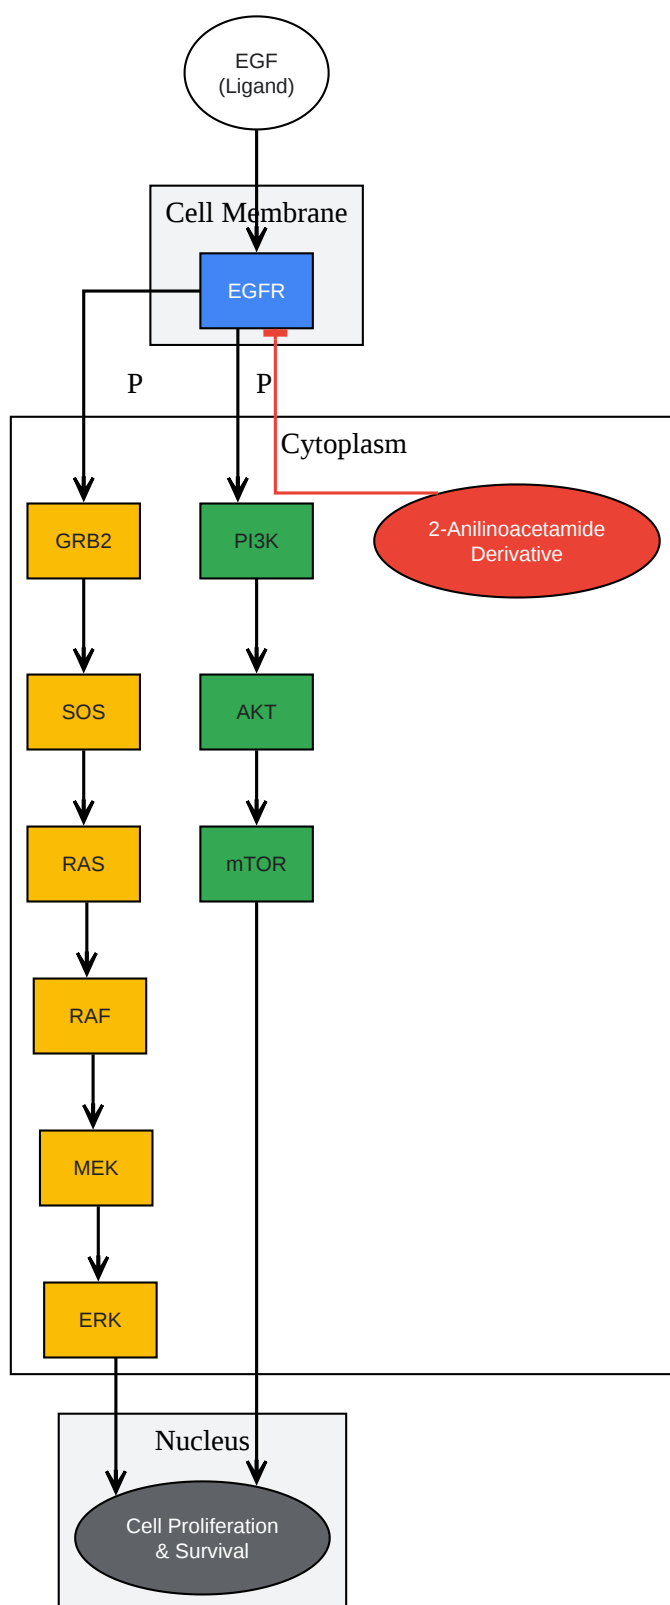 EGF
(Ligand)
Cell Membrane
EGFR
P
P
Cytoplasm
GRB2
PI3K
2-Anilinoacetamide
Derivative
SOS
AKT
RAS
mTOR
RAF
MEK
ERK
Nucleus
Cell Proliferation
& Survival